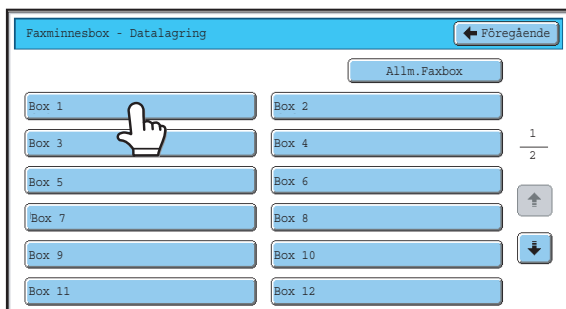 Faxminnesbox - Datalagring
Föregående
Allm.Faxbox
Box 1
Box 2
Box 3
Box 4
1
2
Box 5
Box 6
Box 7
Box 8
Box 9
Box 10
Box 11
Box 12